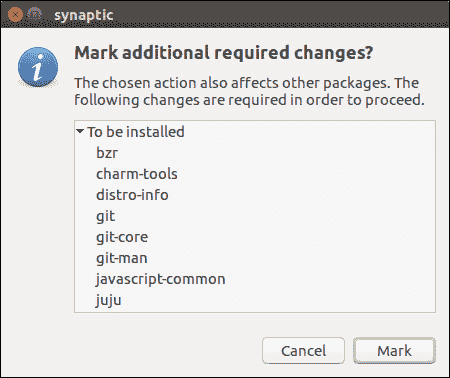 synaptic
Mark additional required changes?
The chosen action also affects other packages. The
following changes are required in order to proceed.
To be installed
bzr
charm-tools
distro-info
git
git-core
git-man
javascript-common
juju
Cancel
Mark